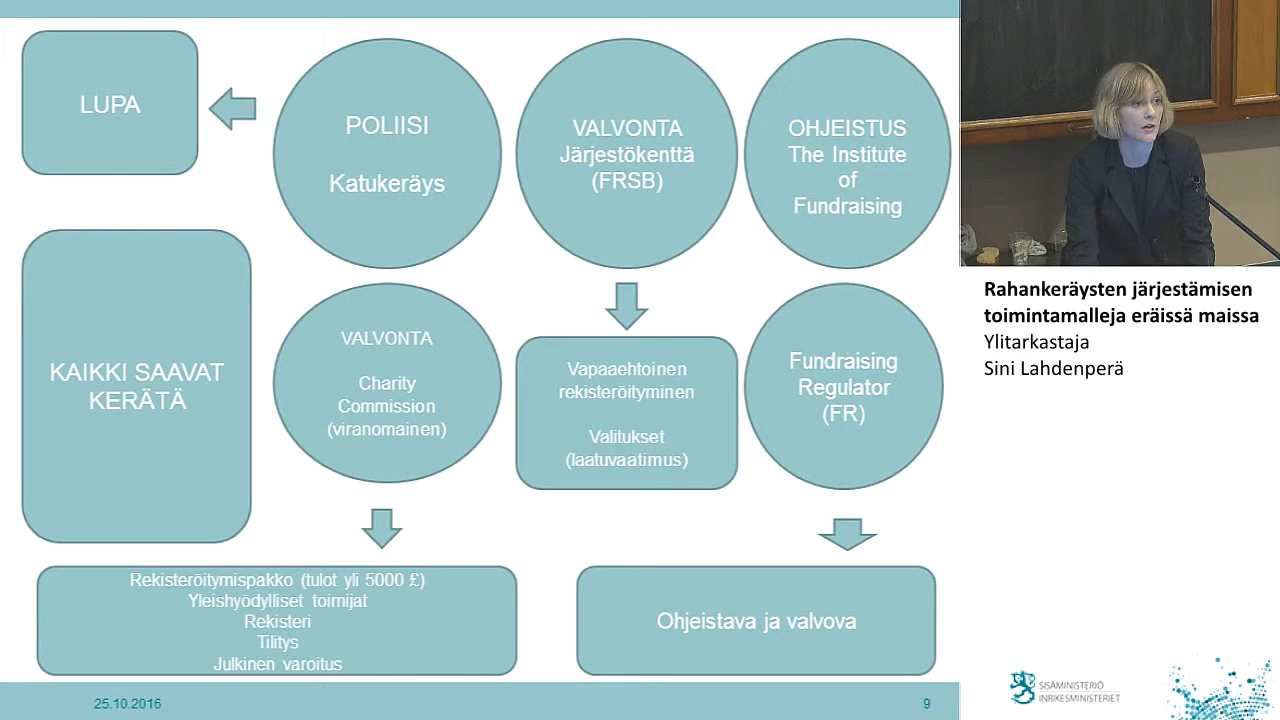 LUPA
POLIISI
Katukeräys
VALVONTA
Järjestökenttä
(FRSB)
OHJEISTUS
The Institute
of
Fundraising
KAIKKI SAAVAT
KERÄTÄ
VALVONTA
Charity
Commission
(viranomainen)
Vapaaehtoinen
rekisteröityminen
Valitukset
(laatuvaatimus)
Fundraising
Regulator
(FR)
Rekisteröitymispakko (tulot yli 5000 £)
Yleishyödylliset toimijat
Rekisteri
Tilitys
Julkinen varoitus
Ohjeistava ja valvova
25.10.2016
9
Rahankeräysten järjestämisen
toimintamalleja eräissä maissa
Ylitarkastaja
Sini Lahdenperä
SISÄMINISTERIÖ
INRIKESMINISTERIET